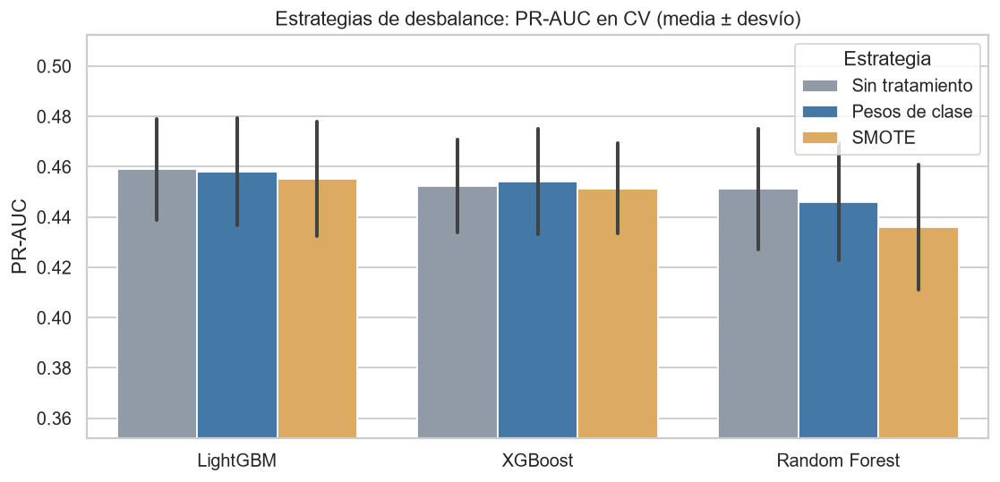 Estrategias de desbalance: PR-AUC en CV (media ± desvío)
Estrategia
Sin tratamiento
Pesos de clase
SMOTE
PR-AUC
0.50
0.48
0.46
0.44
0.42
0.40
0.38
0.36
LightGBM
XGBoost
Random Forest